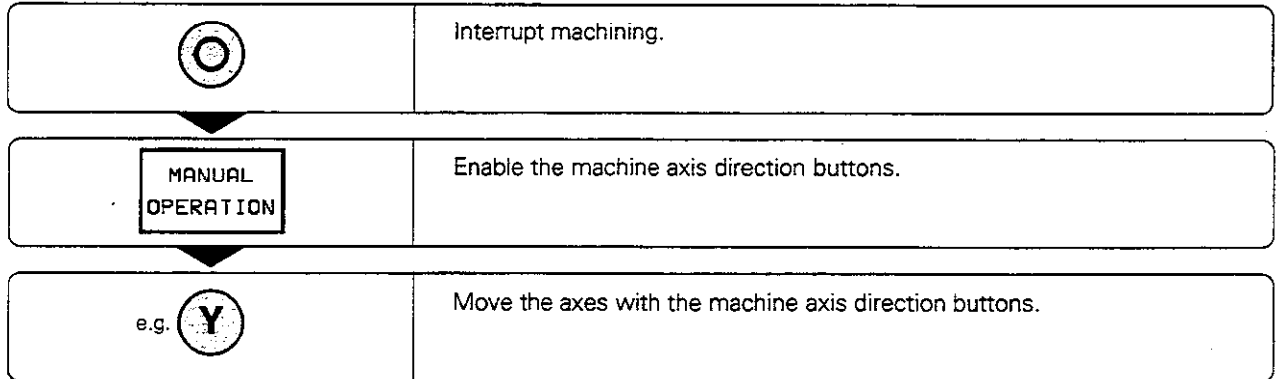 Interrupt machining.
MANUAL
OPERATION
Enable the machine axis direction buttons.
e.g. Y
Move the axes with the machine axis direction buttons.